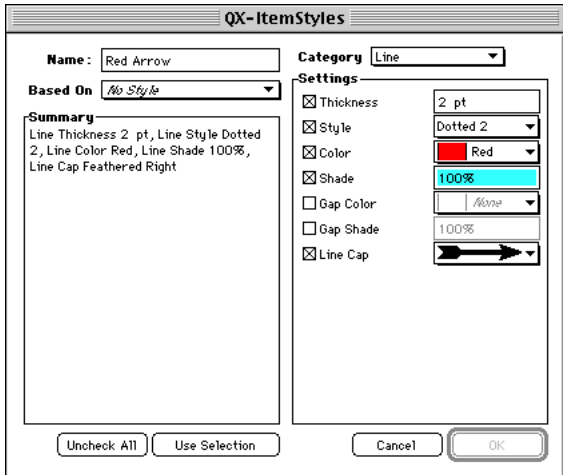 QX-ItemStyles
Name: Red Arrow
Based On No Style
Summary
Line Thickness 2 pt, Line Style Dotted
2, Line Color Red, Line Shade 100%,
Line Cap Feathered Right
Category Line
Settings
Thickness 2 pt
Style Dotted 2
Color Red
Shade 100%
Gap Color None
Gap Shade 100%
Line Cap
Uncheck All Use Selection Cancel OK